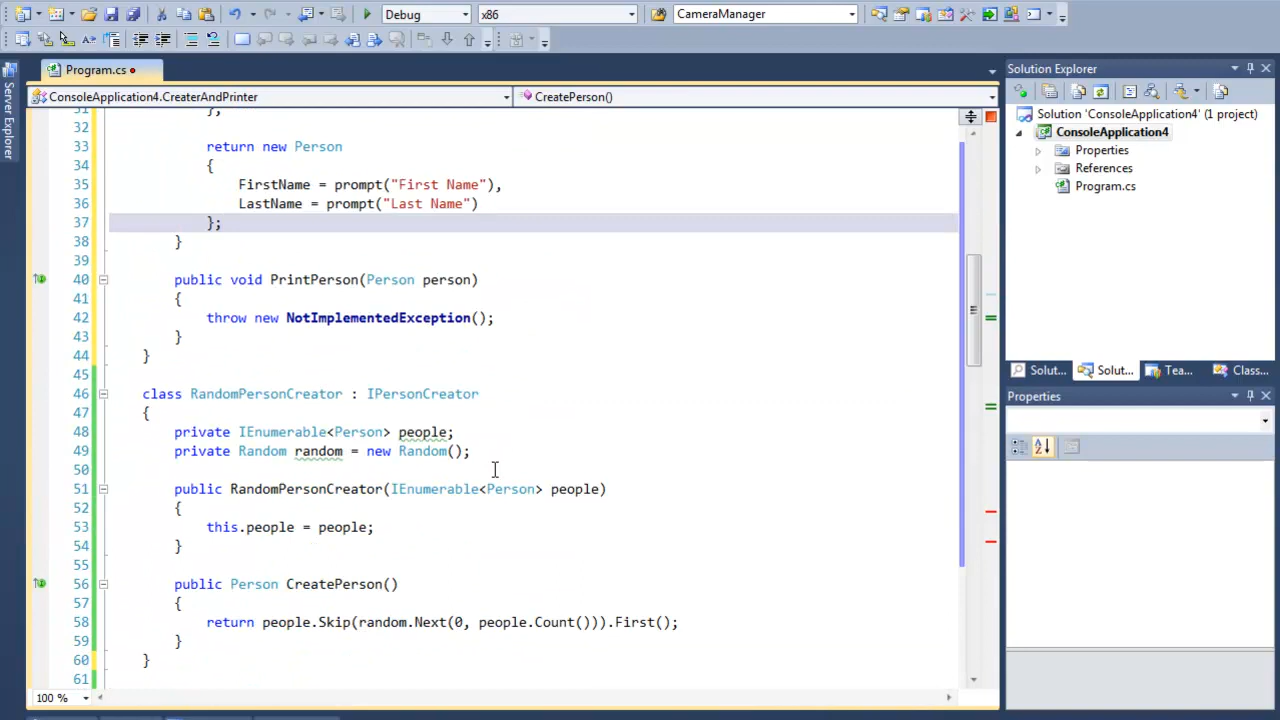 Debug
x86
CameraManager
Program.cs
Solution Explorer
Server Explorer
ConsoleApplication4.CreaterAndPrinter
CreatePerson()
31 };
32
33 return new Person
34 {
35 FirstName = prompt("First Name"),
36 LastName = prompt("Last Name")
37 };
38 }
39
40 public void PrintPerson(Person person)
41 {
42 throw new NotImplementedException();
43 }
44 }
45
46 class RandomPersonCreator : IPersonCreator
47 {
48 private IEnumerable<Person> people;
49 private Random random = new Random();
50
51 public RandomPersonCreator(IEnumerable<Person> people)
52 {
53 this.people = people;
54 }
55
56 public Person CreatePerson()
57 {
58 return people.Skip(random.Next(0, people.Count())).First();
59 }
60 }
61
100 %
Solution 'ConsoleApplication4' (1 project)
ConsoleApplication4
Properties
References
Program.cs
Solut...
Solut...
Tea...
Class...
Properties